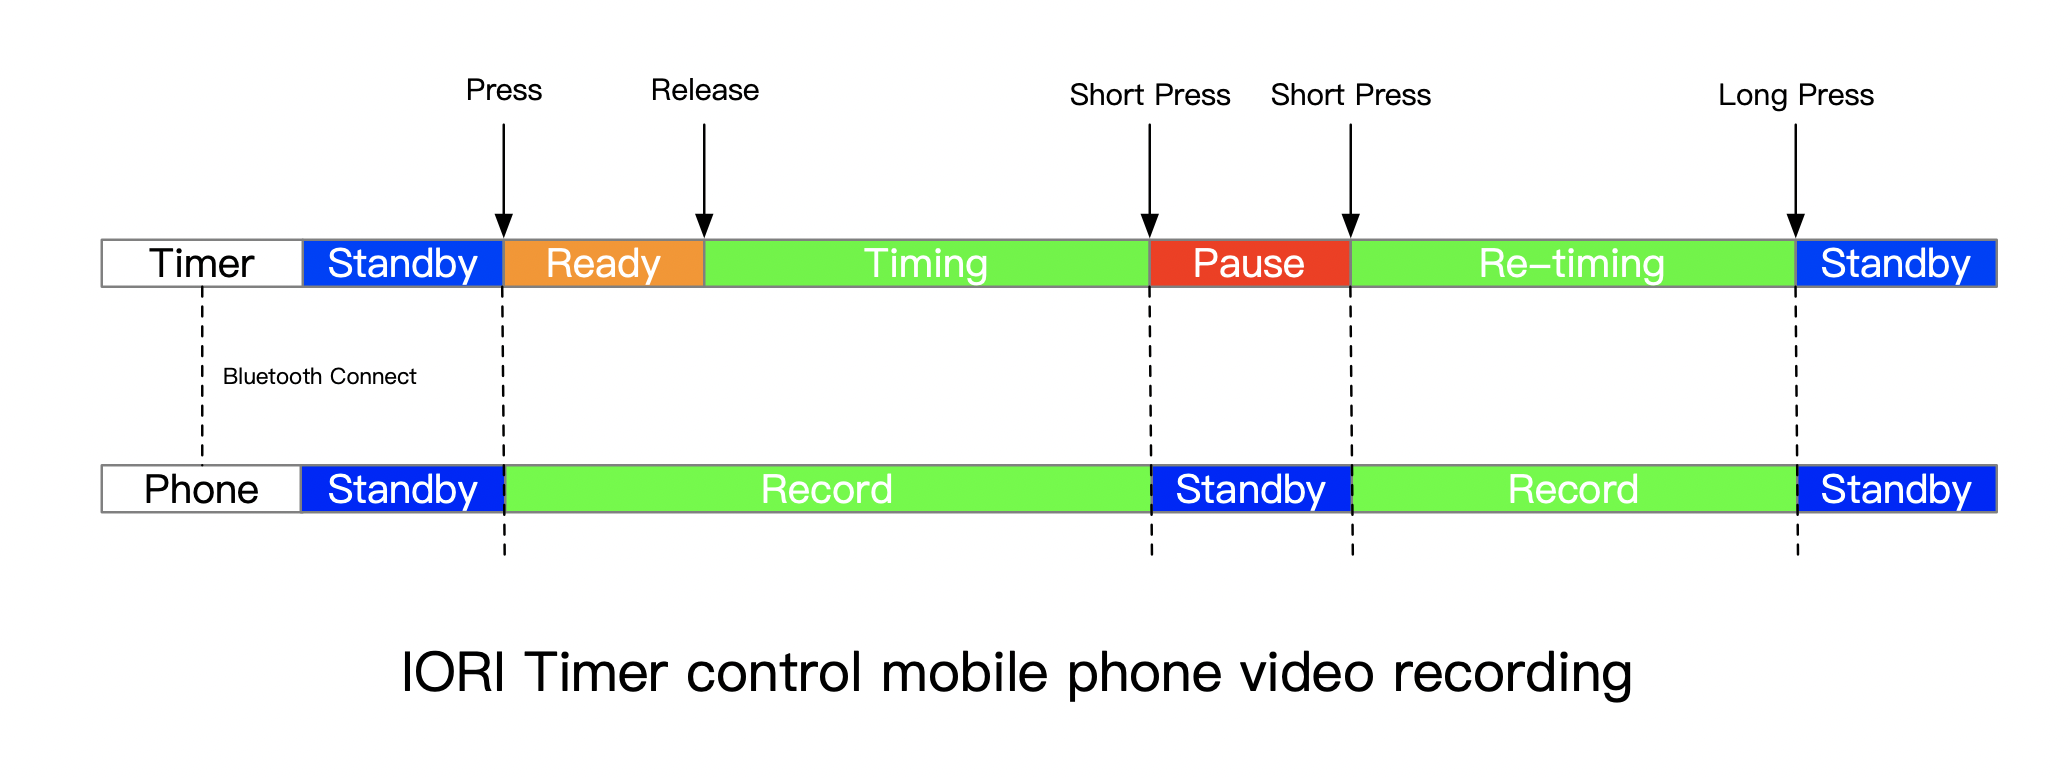 Press Release Short Press Short Press Long Press
Timer Standby Ready Timing Pause Re-timing Standby
Bluetooth Connect
Phone Standby Record Standby Record Standby
IORI Timer control mobile phone video recording